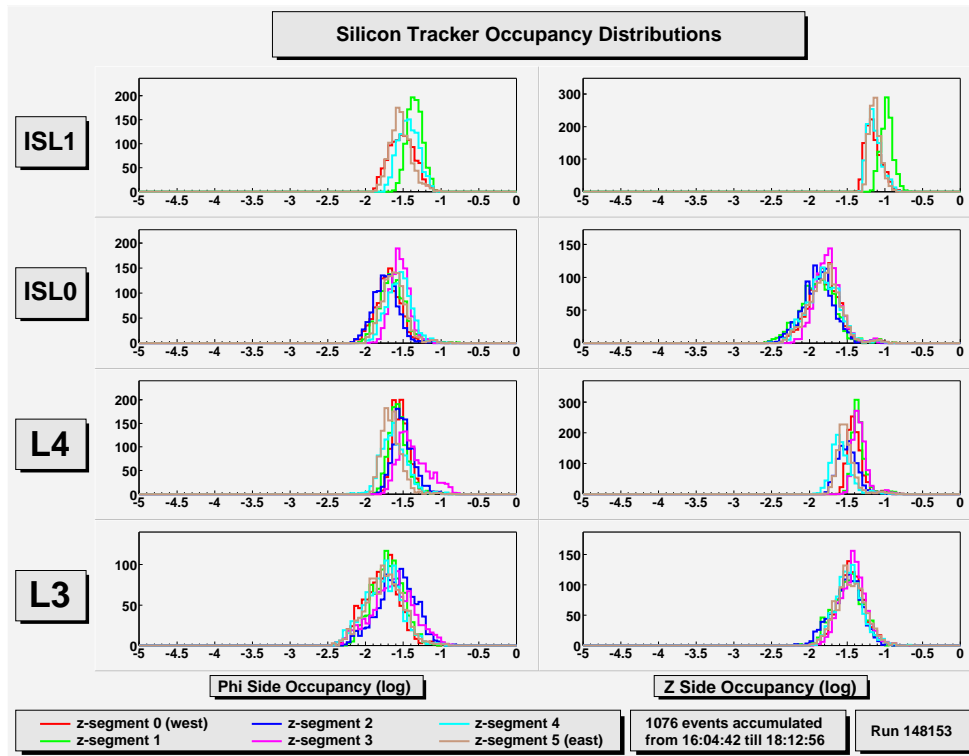 Silicon Tracker Occupancy Distributions
ISL1
200
150
100
50
0
-5 -4.5 -4 -3.5 -3 -2.5 -2 -1.5 -1 -0.5 0
300
200
100
0
-5 -4.5 -4 -3.5 -3 -2.5 -2 -1.5 -1 -0.5 0
ISL0
200
150
100
50
0
-5 -4.5 -4 -3.5 -3 -2.5 -2 -1.5 -1 -0.5 0
150
100
50
0
-5 -4.5 -4 -3.5 -3 -2.5 -2 -1.5 -1 -0.5 0
L4
200
150
100
50
0
-5 -4.5 -4 -3.5 -3 -2.5 -2 -1.5 -1 -0.5 0
300
200
100
0
-5 -4.5 -4 -3.5 -3 -2.5 -2 -1.5 -1 -0.5 0
L3
100
50
0
-5 -4.5 -4 -3.5 -3 -2.5 -2 -1.5 -1 -0.5 0
150
100
50
0
-5 -4.5 -4 -3.5 -3 -2.5 -2 -1.5 -1 -0.5 0
Phi Side Occupancy (log)
Z Side Occupancy (log)
z-segment 0 (west) z-segment 2 z-segment 4
z-segment 1 z-segment 3 z-segment 5 (east)
1076 events accumulated
from 16:04:42 till 18:12:56
Run 148153